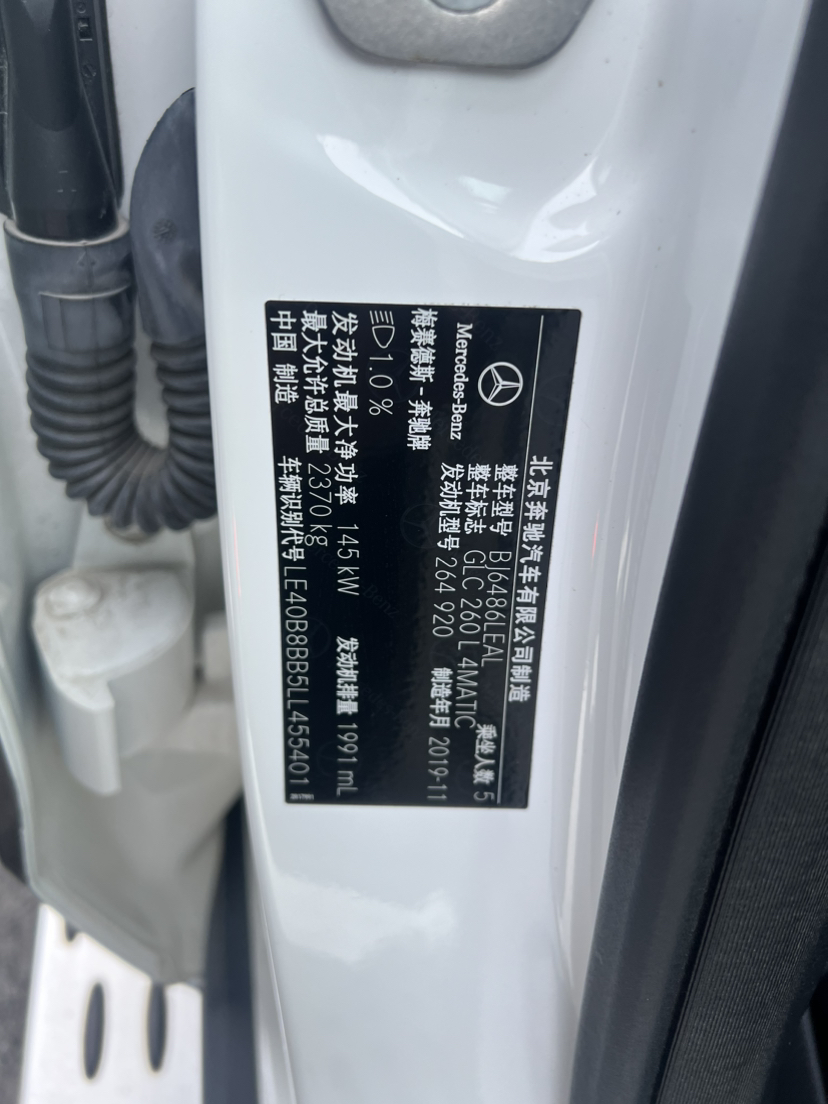 北京奔驰汽车有限公司制造
Mercedes-Benz
梅赛德斯-奔驰牌
整车型号 BJ6486LEAL 乘坐人数 5
整车标志 GLC 260 L 4MATIC
发动机型号 264 920 制造年月 2019-11
1.0 %
发动机最大净功率 145 kW 发动机排量 1991 mL
最大允许总质量 2370 kg
中国 制造 车辆识别代号 LE40B8BB5LL455401